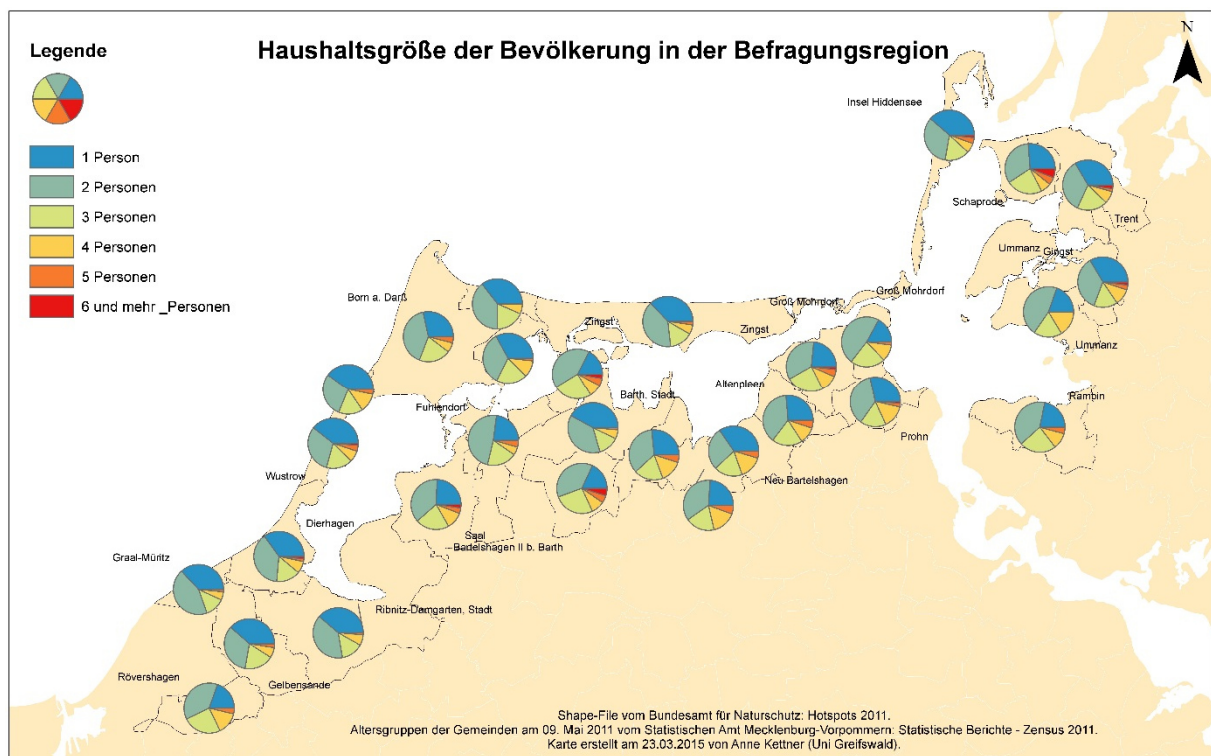 Legende
Haushaltsgröße der Bevölkerung in der Befragungsregion
N
1 Person
2 Personen
3 Personen
4 Personen
5 Personen
6 und mehr _Personen
Insel Hiddensee
Schaprode
Trent
Ummanz
Gingst
Born a. Darß
Groß Mohrdorf
Groß Mohrdorf
Zingst
Zingst
Ummanz
Altenpleen
Barth, Stadt
Fuhlendorf
Rambin
Prohn
Wustrow
Neu Bartelshagen
Dierhagen
Saal
Badelshagen II b. Barth
Graal-Müritz
Ribnitz-Damgarten, Stadt
Rövershagen
Gelbensande
Shape-File vom Bundesamt für Naturschutz: Hotspots 2011.
Altersgruppen der Gemeinden am 09. Mai 2011 vom Statistischen Amt Mecklenburg-Vorpommern: Statistische Berichte - Zensus 2011.
Karte erstellt am 23.03.2015 von Anne Kettner (Uni Greifswald).